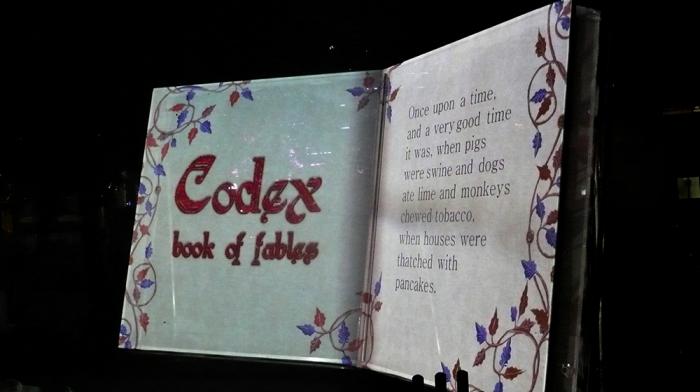 Codex
book of fables
Once upon a time,
and a very good time
it was, when pigs
were swine and dogs
ate lime and monkeys
chewed tobacco,
when houses were
thatched with
pancakes.